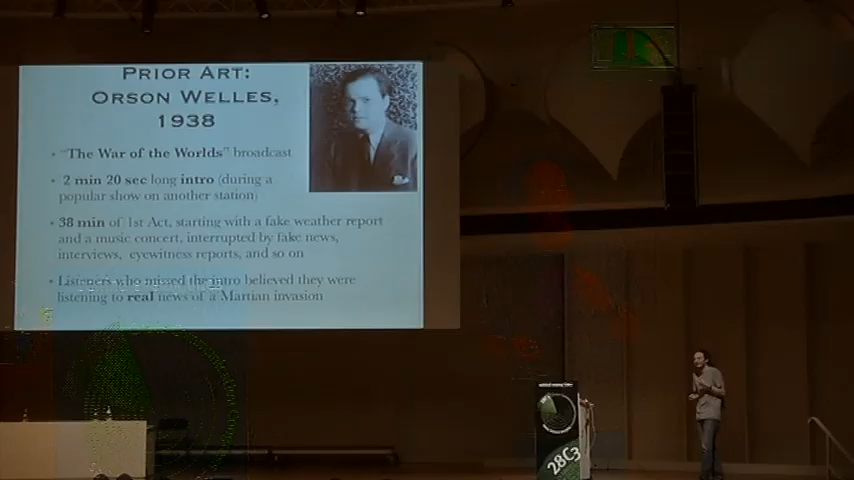 PRIOR ART:
ORSON WELLES,
1938
• "The War of the Worlds" broadcast
• 2 min 20 sec long intro (during a
popular show on another station)
• 38 min of 1st Act, starting with a fake weather report
and a music concert, interrupted by fake news,
interviews, eyewitness reports, and so on
• Listeners who missed the intro believed they were
listening to real news of a Martian invasion
28C3